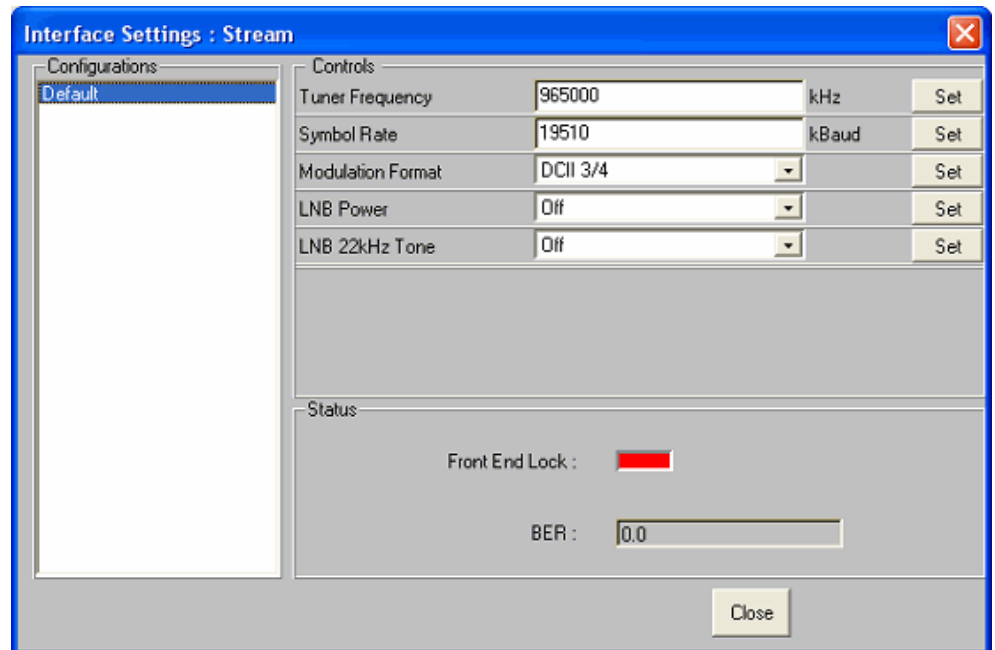 Interface Settings : Stream
Configurations
Default
Controls
Tuner Frequency 965000 kHz Set
Symbol Rate 19510 kBaud Set
Modulation Format DCII 3/4 Set
LNB Power Off Set
LNB 22kHz Tone Off Set
Status
Front End Lock :
BER : 0.0
Close